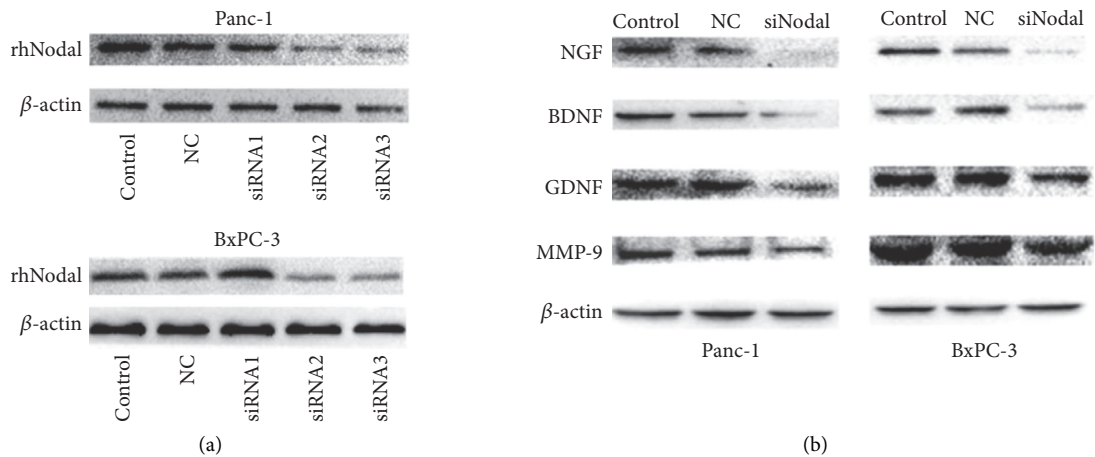 Panc-1
rhNodal
β-actin
Control
NC
siRNA1
siRNA2
siRNA3
BxPC-3
rhNodal
β-actin
Control
NC
siRNA1
siRNA2
siRNA3
(a)
Control NC siNodal
Control NC siNodal
NGF
BDNF
GDNF
MMP-9
β-actin
Panc-1
BxPC-3
(b)